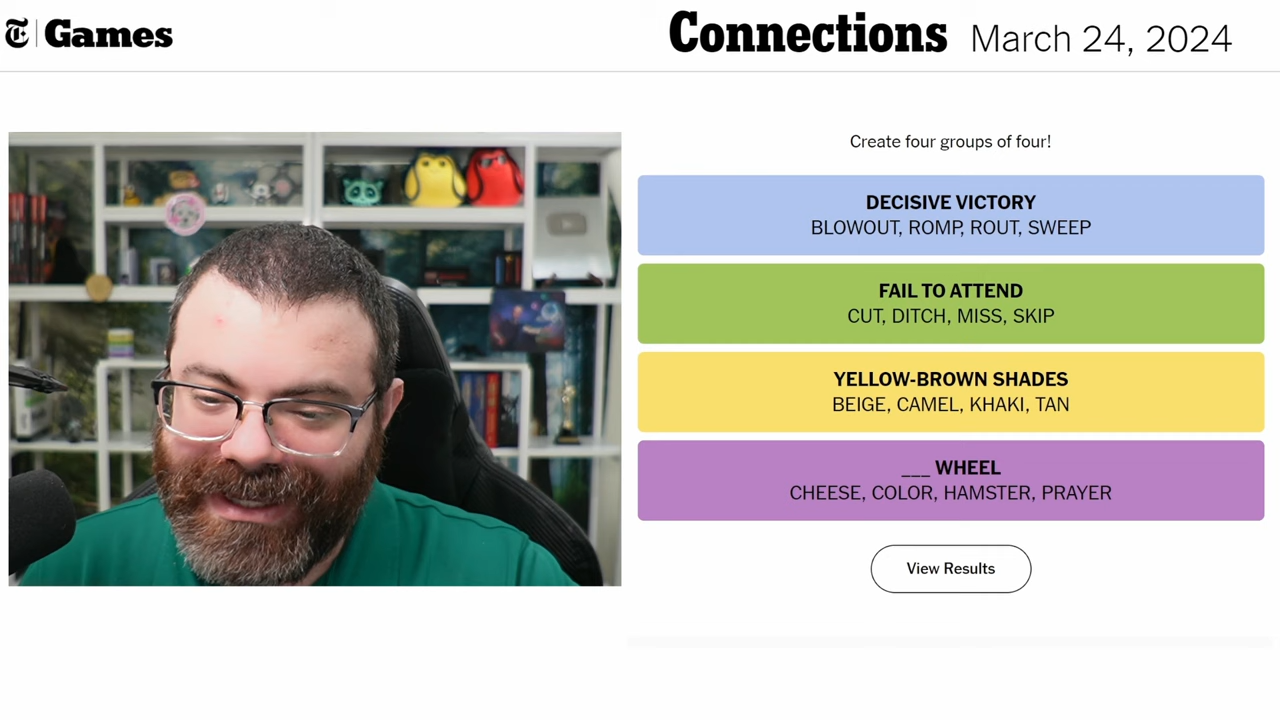 Games
Connections March 24, 2024
Create four groups of four!
DECISIVE VICTORY
BLOWOUT, ROMP, ROUT, SWEEP
FAIL TO ATTEND
CUT, DITCH, MISS, SKIP
YELLOW-BROWN SHADES
BEIGE, CAMEL, KHAKI, TAN
___ WHEEL
CHEESE, COLOR, HAMSTER, PRAYER
View Results